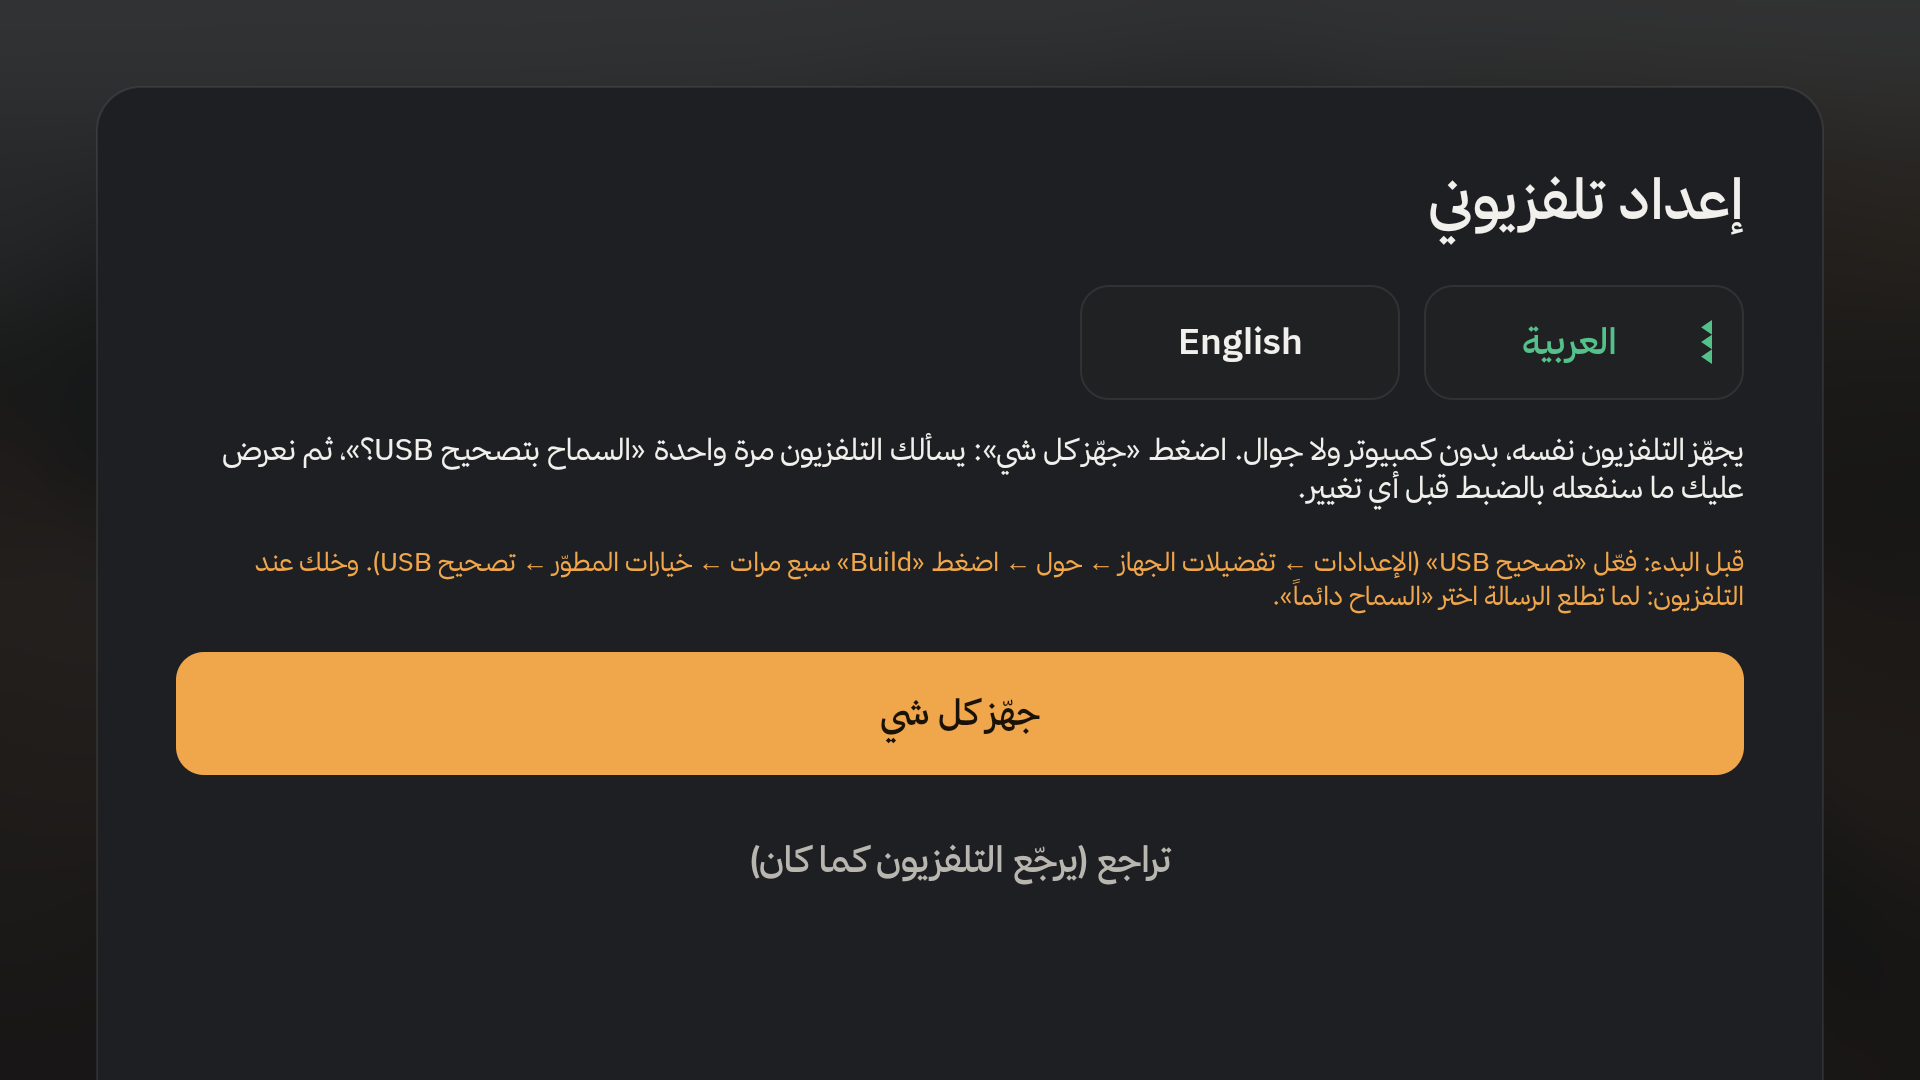 إعداد تلفزيوني
العربية
English
يجهّز التلفزيون نفسه، بدون كمبيوتر ولا جوال. اضغط «جهّز كل شي»: يسألك التلفزيون مرة واحدة «السماح بتصحيح USB؟»، ثم نعرض
عليك ما سنفعله بالضبط قبل أي تغيير.
قبل البدء: فعّل «تصحيح USB» (الإعدادات ← تفضيلات الجهاز ← حول ← اضغط «Build» سبع مرات ← خيارات المطوّر ← تصحيح USB). وخلك عند
التلفزيون: لما تطلع الرسالة اختر «السماح دائماً».
جهّز كل شي
تراجع (يرجّع التلفزيون كما كان)